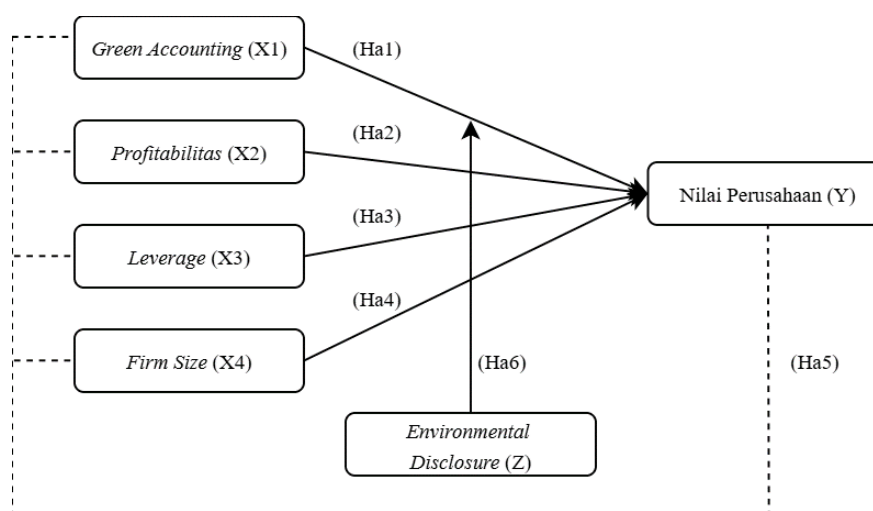 Green Accounting (X1)
(Ha1)
Profitabilitas (X2)
(Ha2)
Nilai Perusahaan (Y)
Leverage (X3)
(Ha3)
(Ha4)
Firm Size (X4)
(Ha6)
(Ha5)
Environmental
Disclosure (Z)